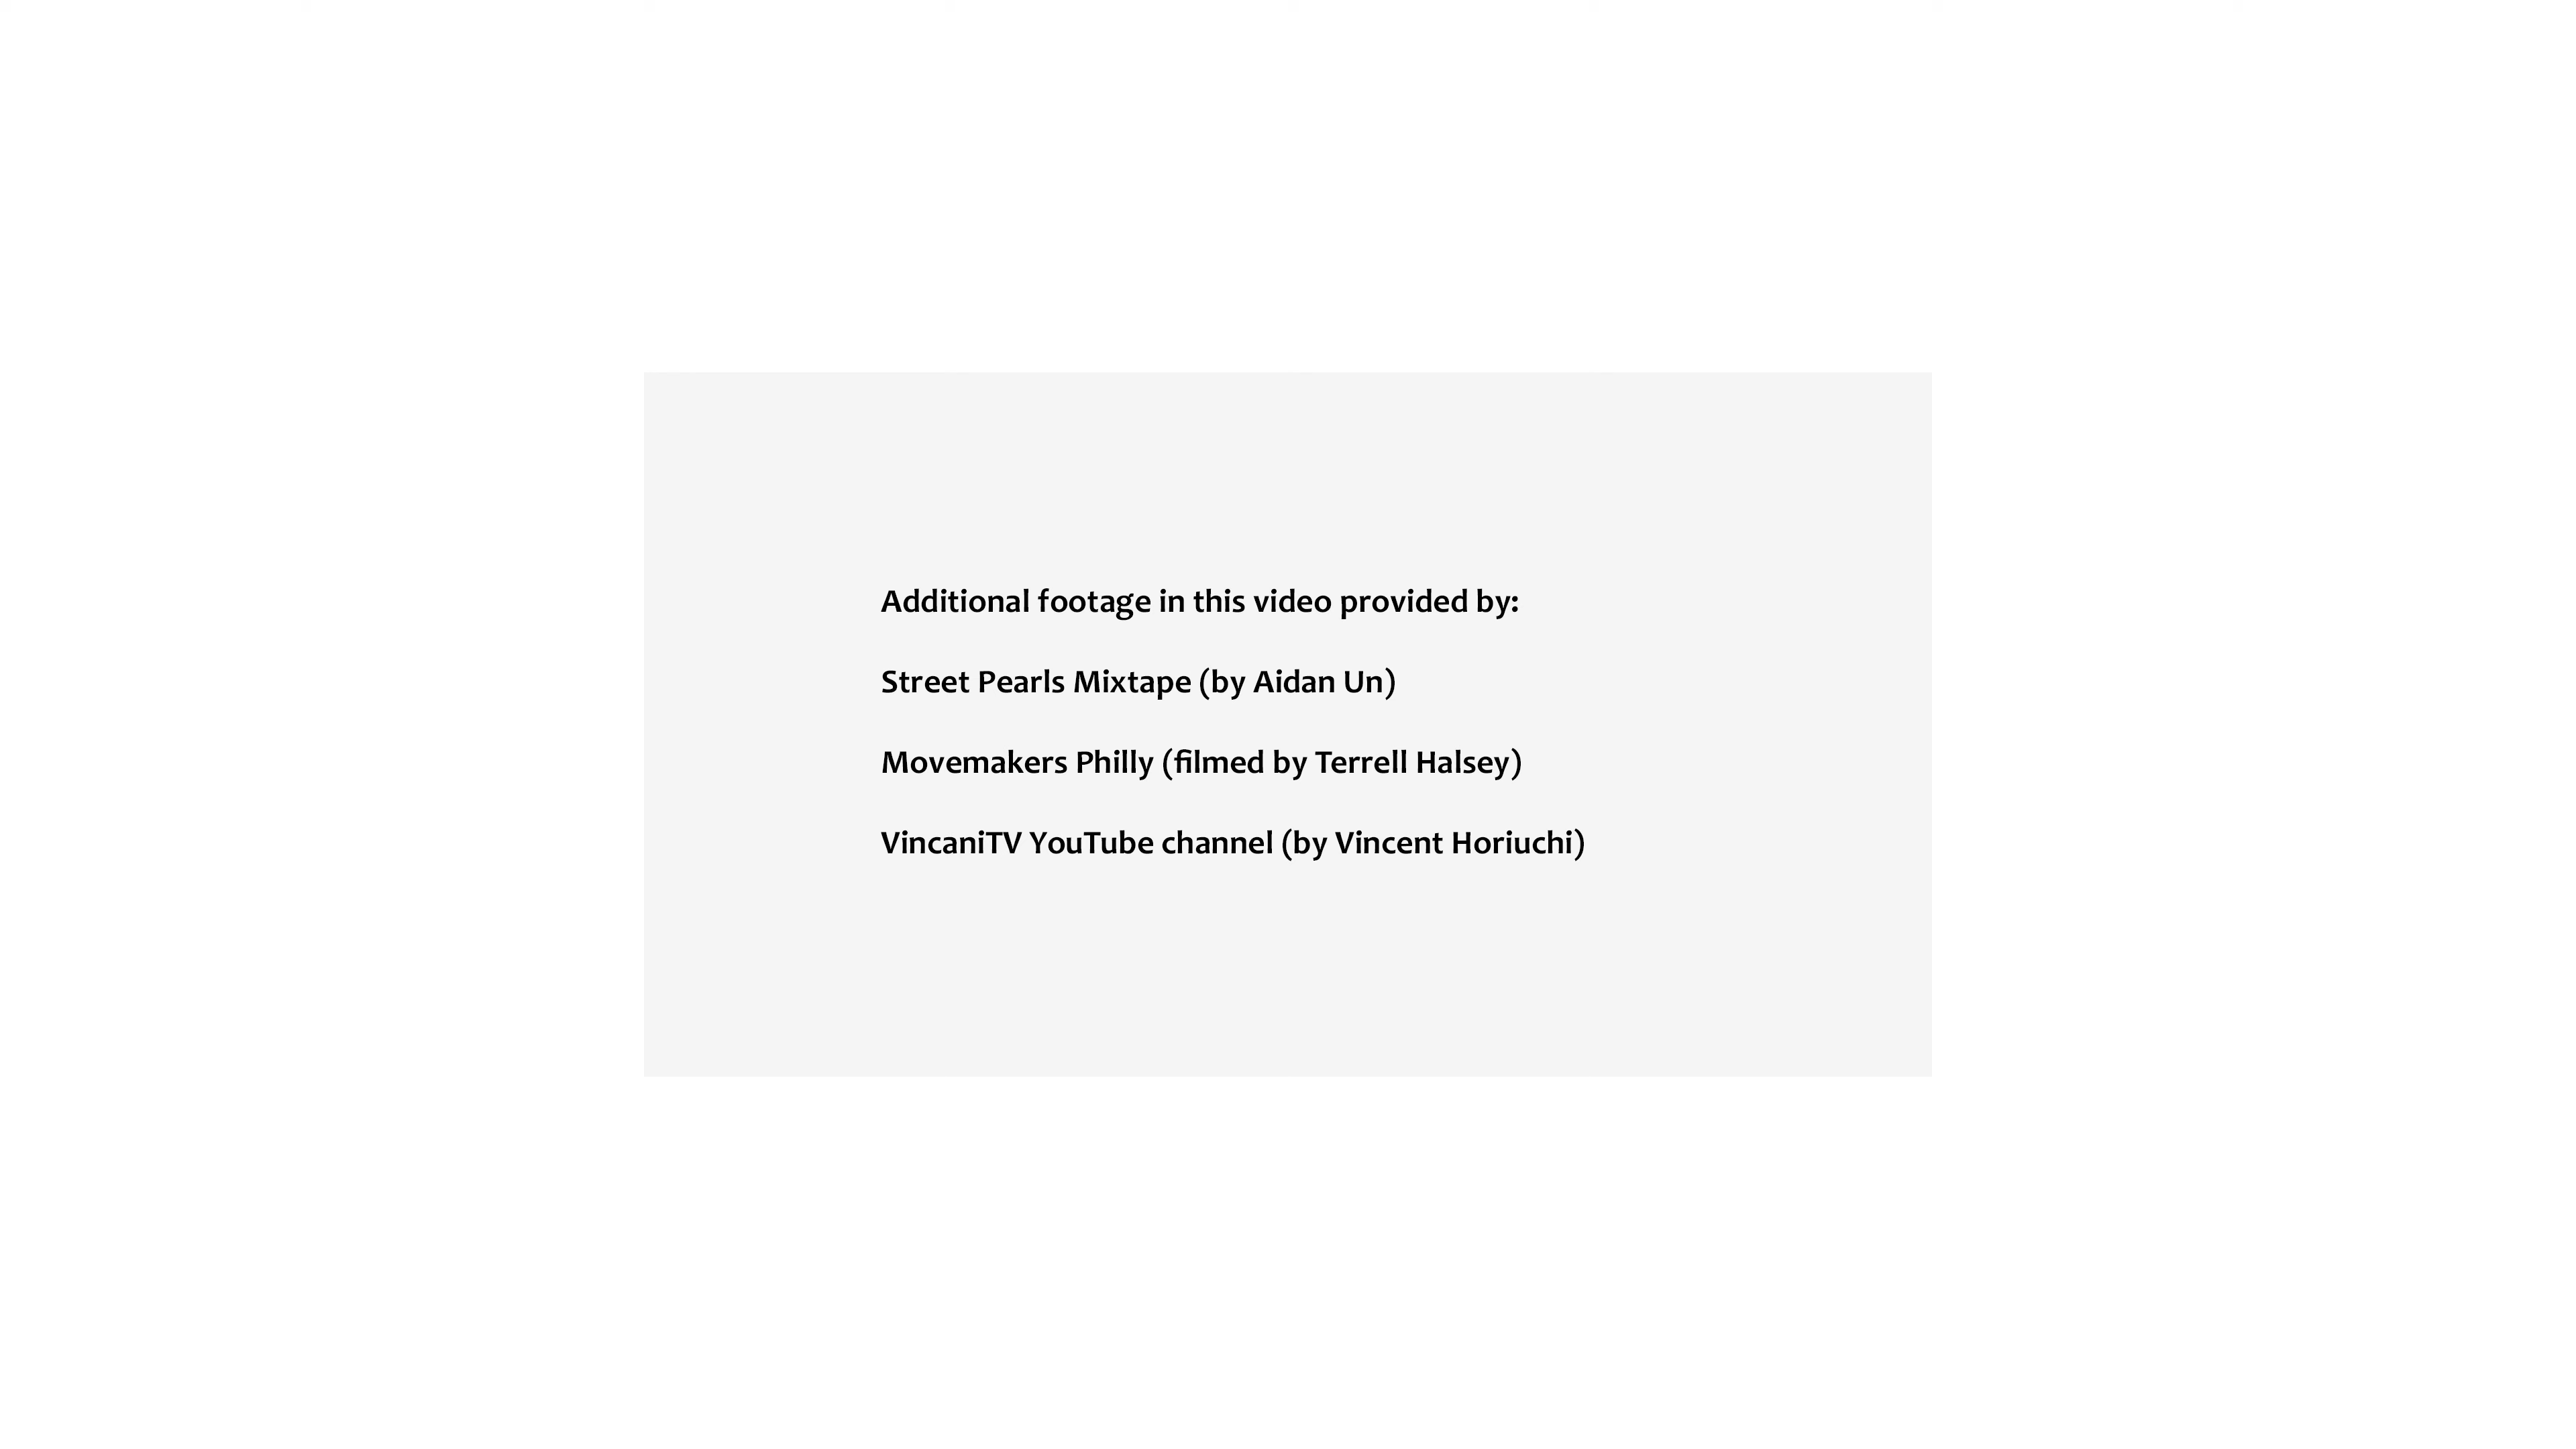 Additional footage in this video provided by:
Street Pearls Mixtape (by Aidan Un)
Movemakers Philly (filmed by Terrell Halsey)
VincaniTV YouTube channel (by Vincent Horiuchi)